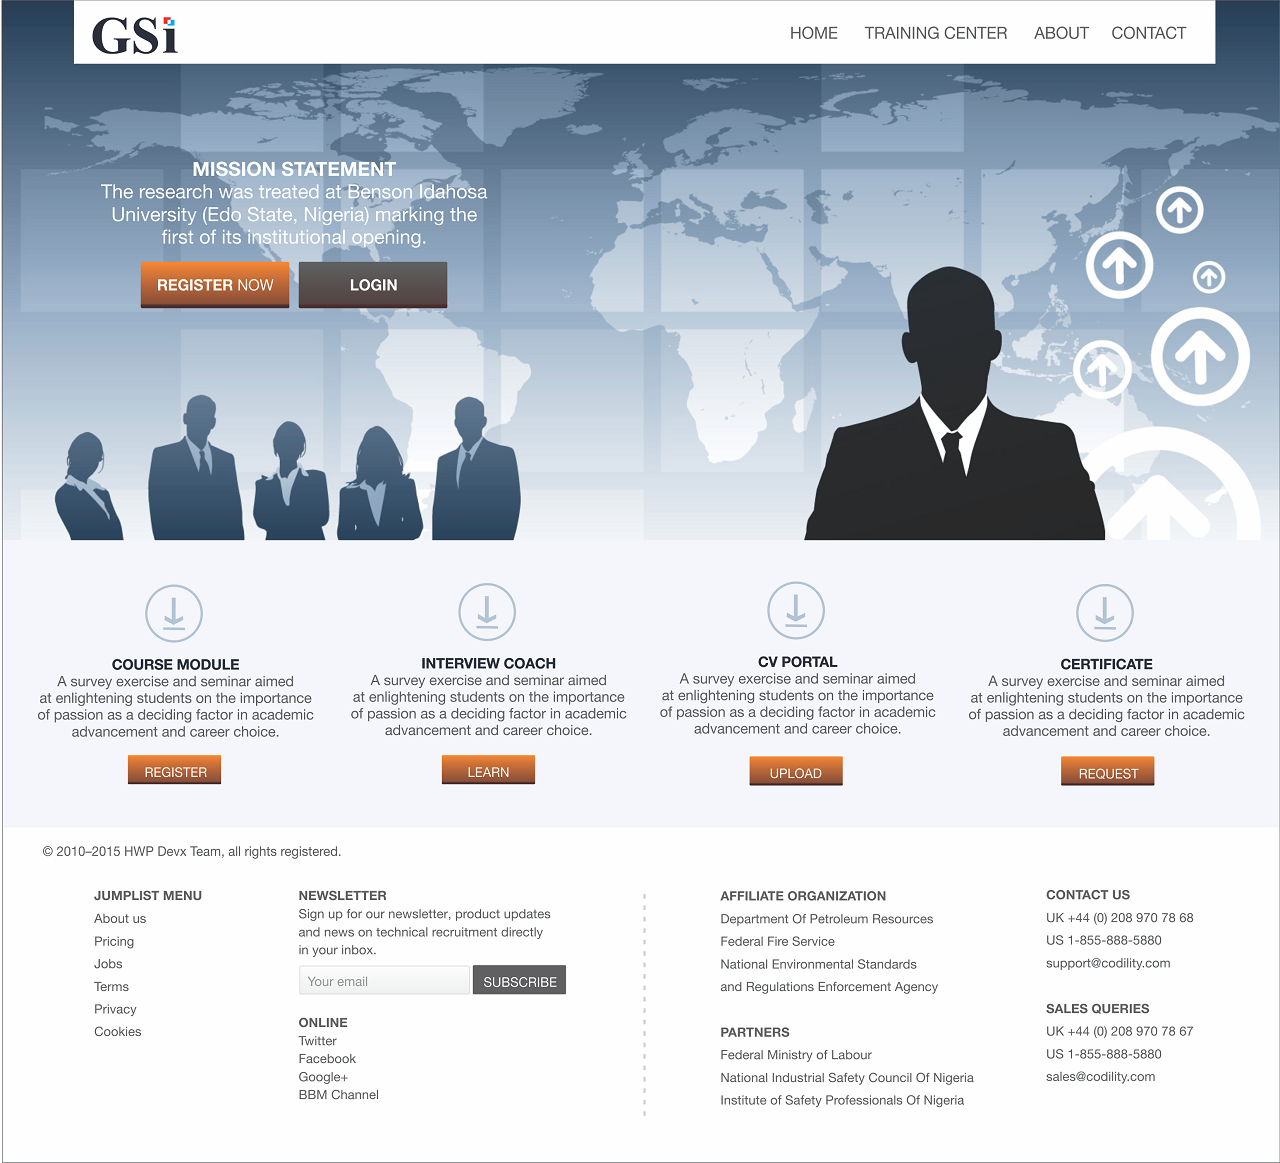 GSi
HOME TRAINING CENTER ABOUT CONTACT
MISSION STATEMENT
The research was treated at Benson Idahosa
University (Edo State, Nigeria) marking the
first of its institutional opening.
REGISTER NOW
LOGIN
COURSE MODULE
A survey exercise and seminar aimed
at enlightening students on the importance
of passion as a deciding factor in academic
advancement and career choice.
REGISTER
INTERVIEW COACH
A survey exercise and seminar aimed
at enlightening students on the importance
of passion as a deciding factor in academic
advancement and career choice.
LEARN
CV PORTAL
A survey exercise and seminar aimed
at enlightening students on the importance
of passion as a deciding factor in academic
advancement and career choice.
UPLOAD
CERTIFICATE
A survey exercise and seminar aimed
at enlightening students on the importance
of passion as a deciding factor in academic
advancement and career choice.
REQUEST
© 2010–2015 HWP Devx Team, all rights registered.
JUMPLIST MENU
About us
Pricing
Jobs
Terms
Privacy
Cookies
NEWSLETTER
Sign up for our newsletter, product updates
and news on technical recruitment directly
in your inbox.
Your email
SUBSCRIBE
ONLINE
Twitter
Facebook
Google+
BBM Channel
AFFILIATE ORGANIZATION
Department Of Petroleum Resources
Federal Fire Service
National Environmental Standards
and Regulations Enforcement Agency
PARTNERS
Federal Ministry of Labour
National Industrial Safety Council Of Nigeria
Institute of Safety Professionals Of Nigeria
CONTACT US
UK +44 (0) 208 970 78 68
US 1-855-888-5880
support@codility.com
SALES QUERIES
UK +44 (0) 208 970 78 67
US 1-855-888-5880
sales@codility.com